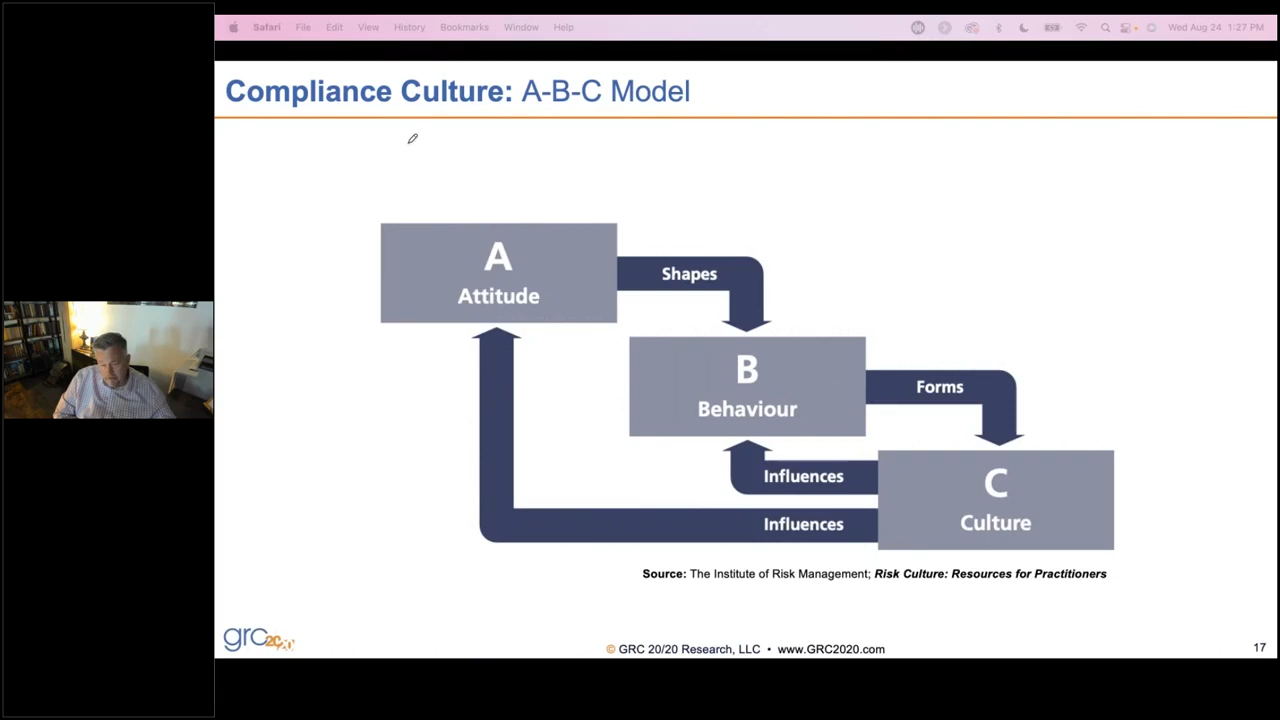 Safari File Edit View History Bookmarks Window Help Wed Aug 24 1:27 PM
Compliance Culture: A-B-C Model
A
Attitude
Shapes
B
Behaviour
Forms
Influences
C
Culture
Influences
Source: The Institute of Risk Management; Risk Culture: Resources for Practitioners
grc2020
© GRC 20/20 Research, LLC • www.GRC2020.com
17